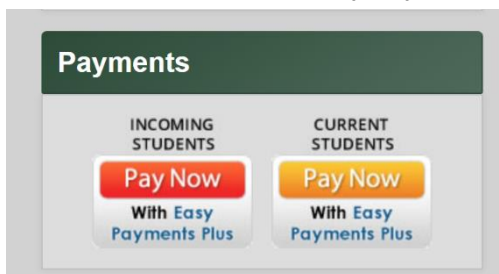 Payments
INCOMING
STUDENTS
Pay Now
With Easy
Payments Plus
CURRENT
STUDENTS
Pay Now
With Easy
Payments Plus